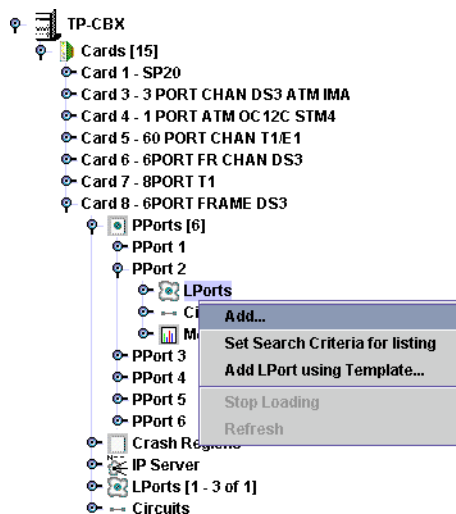 TP-CBX
Cards [15]
Card 1 - SP20
Card 3 - 3 PORT CHAN DS3 ATM IMA
Card 4 - 1 PORT ATM OC12C STM4
Card 5 - 60 PORT CHAN T1/E1
Card 6 - 6PORT FR CHAN DS3
Card 7 - 8PORT T1
Card 8 - 6PORT FRAME DS3
PPorts [6]
PPort 1
PPort 2
LPorts
Add...
Set Search Criteria for listing
Add LPort using Template...
Stop Loading
Refresh
PPort 3
PPort 4
PPort 5
PPort 6
Crash Regions
IP Server
LPorts [1 - 3 of 1]
Circuits